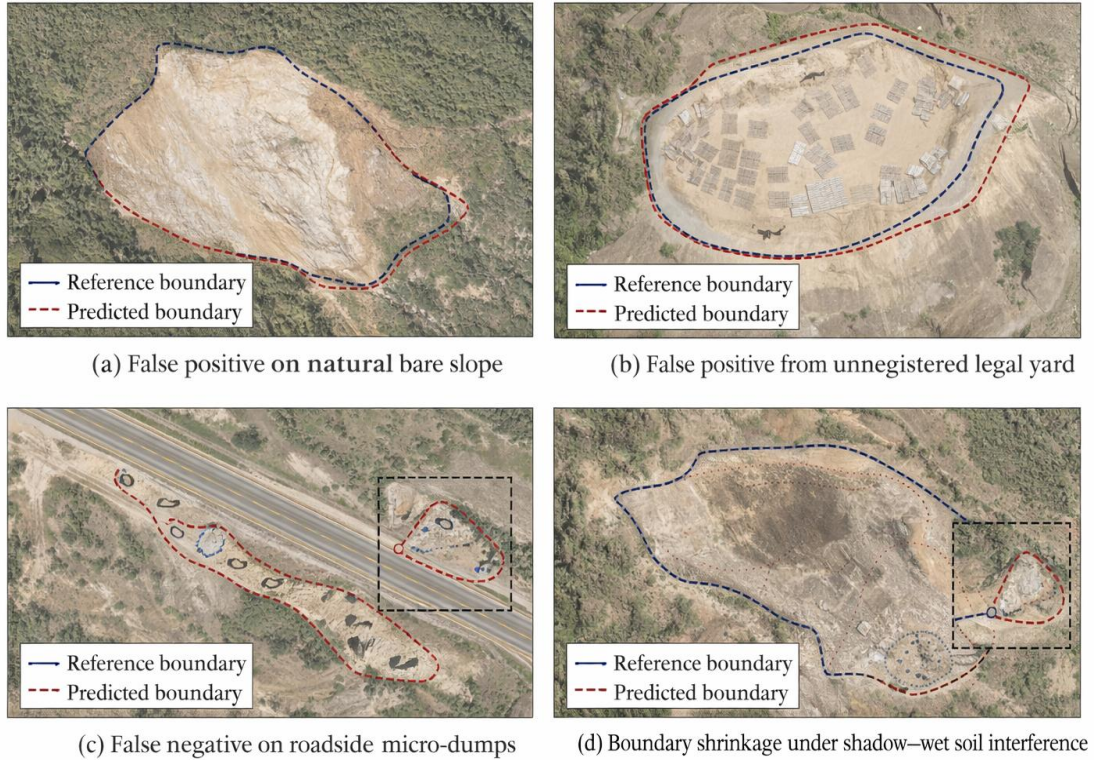 Reference boundary
Predicted boundary
(a) False positive on natural bare slope
Reference boundary
Predicted boundary
(b) False positive from unnegistered legal yard
Reference boundary
Predicted boundary
(c) False negative on roadside micro-dumps
Reference boundary
Predicted boundary
(d) Boundary shrinkage under shadow–wet soil interference